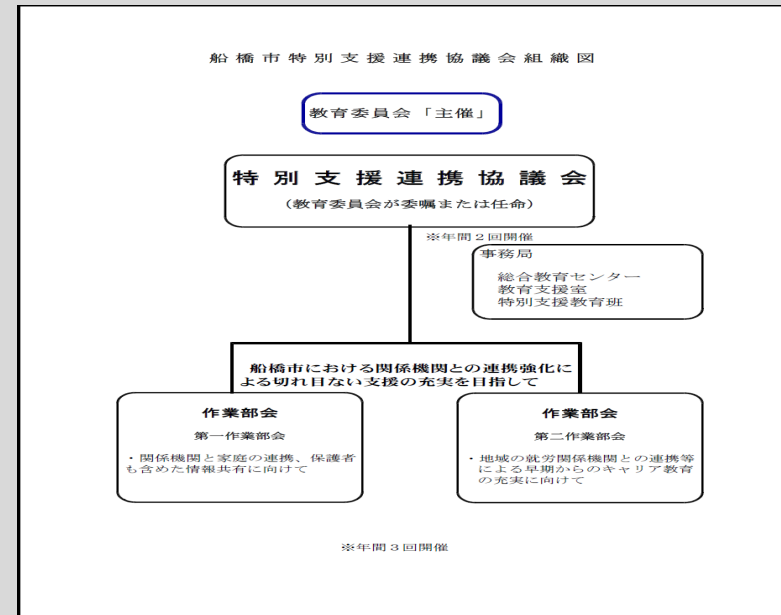 船橋市特別支援連携協議会組織図
教育委員会「主催」
特別支援連携協議会
(教育委員会が委嘱または任命)
※年間2回開催
事務局
総合教育センター
教育支援室
特別支援教育班
船橋市における関係機関との連携強化に
よる切れ目ない支援の充実を目指して
作業部会
第一作業部会
・関係機関と家庭の連携、保護者
も含めた情報共有に向けて
作業部会
第二作業部会
・地域の就労関係機関との連携等
による早期からのキャリア教育
の充実に向けて
※年間3回開催